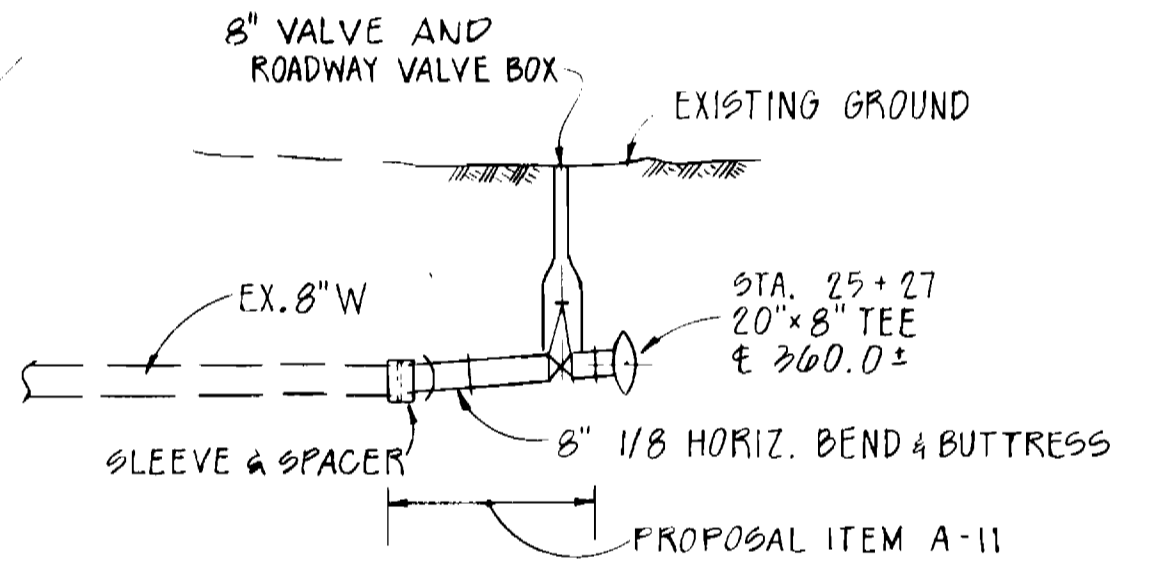 8" VALVE AND
ROADWAY VALVE BOX
EXISTING GROUND
EX. 8" W
STA. 25+27
20" x 8" TEE
℄ 360.0 ±
8" 1/8 HORIZ. BEND & BUTTRESS
SLEEVE & SPACER
PROPOSAL ITEM A-11